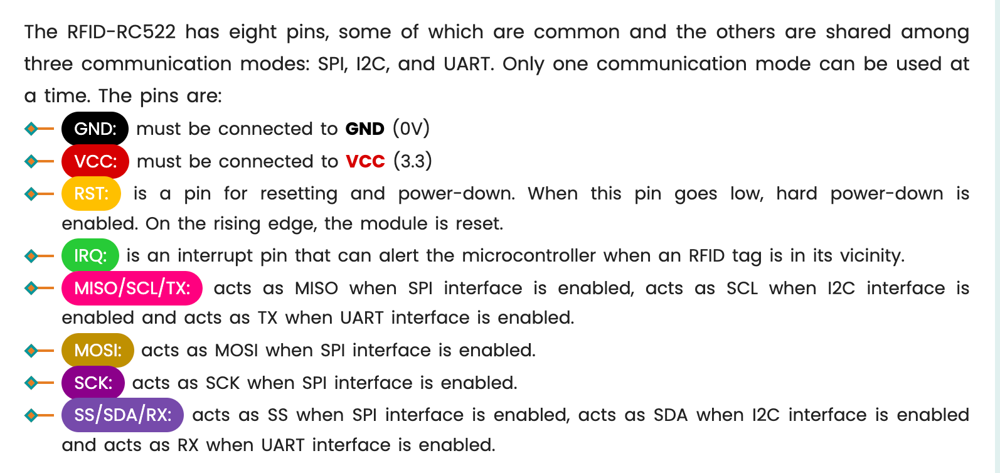 The RFID-RC522 has eight pins, some of which are common and the others are shared among
three communication modes: SPI, I2C, and UART. Only one communication mode can be used at
a time. The pins are:
GND: must be connected to GND (0V)
VCC: must be connected to VCC (3.3)
RST: is a pin for resetting and power-down. When this pin goes low, hard power-down is
enabled. On the rising edge, the module is reset.
IRQ: is an interrupt pin that can alert the microcontroller when an RFID tag is in its vicinity.
MISO/SCL/TX: acts as MISO when SPI interface is enabled, acts as SCL when I2C interface is
enabled and acts as TX when UART interface is enabled.
MOSI: acts as MOSI when SPI interface is enabled.
SCK: acts as SCK when SPI interface is enabled.
SS/SDA/RX: acts as SS when SPI interface is enabled, acts as SDA when I2C interface is enabled
and acts as RX when UART interface is enabled.